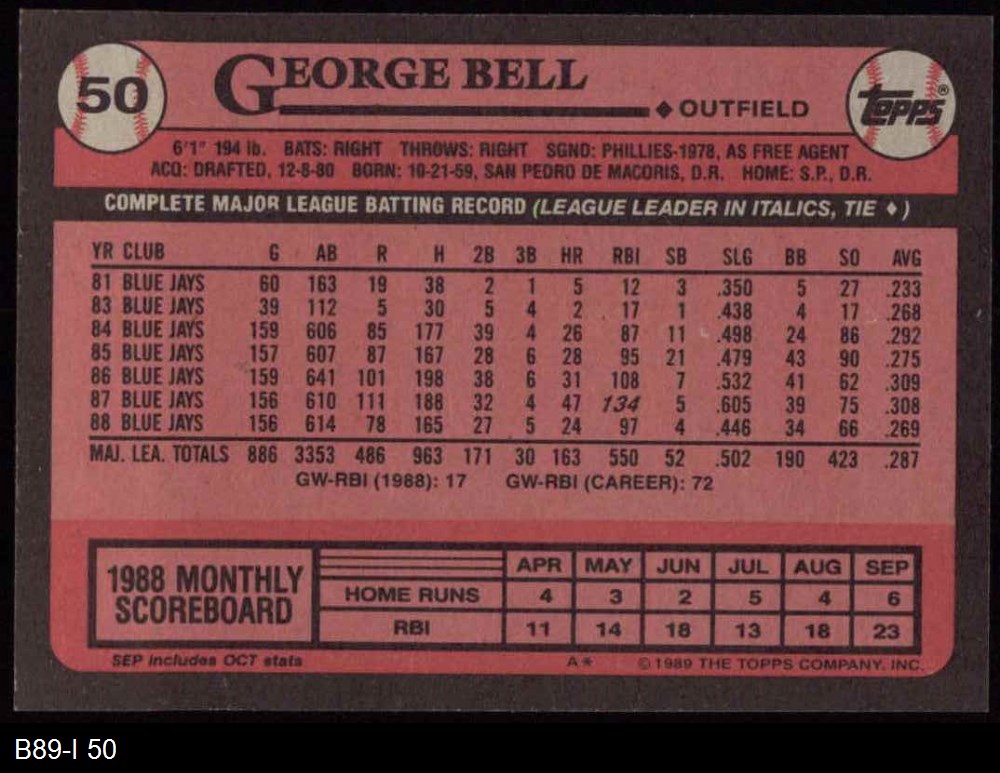 50
GEORGE BELL
◆ OUTFIELD
TOPPS®
6'1" 194 lb. BATS: RIGHT THROWS: RIGHT SGND: PHILLIES-1978, AS FREE AGENT
ACQ: DRAFTED, 12-8-80 BORN: 10-21-59, SAN PEDRO DE MACORIS, D.R. HOME: S.P., D.R.
COMPLETE MAJOR LEAGUE BATTING RECORD (LEAGUE LEADER IN ITALICS, TIE ♦)
YR CLUB G AB R H 2B 3B HR RBI SB SLG BB SO AVG
81 BLUE JAYS 60 163 19 38 2 1 5 12 3 .350 5 27 .233
83 BLUE JAYS 39 112 5 30 5 4 2 17 1 .438 4 17 .268
84 BLUE JAYS 159 606 85 177 39 4 26 87 11 .498 24 86 .292
85 BLUE JAYS 157 607 87 167 28 6 28 95 21 .479 43 90 .275
86 BLUE JAYS 159 641 101 198 38 6 31 108 7 .532 41 62 .309
87 BLUE JAYS 156 610 111 188 32 4 47 134 5 .605 39 75 .308
88 BLUE JAYS 156 614 78 165 27 5 24 97 4 .446 34 66 .269
MAJ. LEA. TOTALS 886 3353 486 963 171 30 163 550 52 .502 190 423 .287
GW-RBI (1988): 17 GW-RBI (CAREER): 72
1988 MONTHLY
SCOREBOARD
APR MAY JUN JUL AUG SEP
HOME RUNS 4 3 2 5 4 6
RBI 11 14 18 13 18 23
SEP includes OCT stats A* © 1989 THE TOPPS COMPANY, INC.
B89-I 50